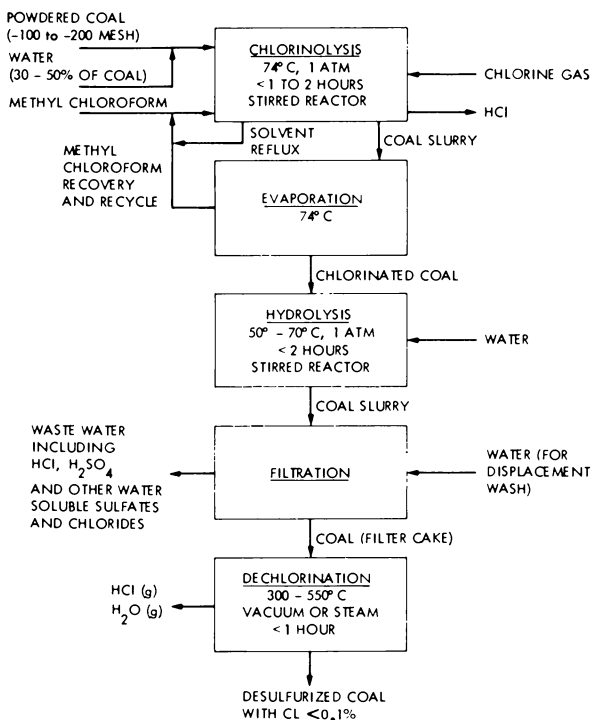 POWDERED COAL
(-100 to -200 MESH)
WATER
(30 - 50% OF COAL)
METHYL CHLOROFORM
CHLORINOLYSIS
74° C, 1 ATM
< 1 TO 2 HOURS
STIRRED REACTOR
CHLORINE GAS
HCl
SOLVENT
REFLUX
COAL SLURRY
METHYL
CHLOROFORM
RECOVERY
AND RECYCLE
EVAPORATION
74° C
CHLORINATED COAL
HYDROLYSIS
50° - 70° C, 1 ATM
< 2 HOURS
STIRRED REACTOR
WATER
COAL SLURRY
WASTE WATER
INCLUDING
HCl, H2SO4
AND OTHER WATER
SOLUBLE SULFATES
AND CHLORIDES
FILTRATION
WATER (FOR
DISPLACEMENT
WASH)
COAL (FILTER CAKE)
DECHLORINATION
300 - 550° C
VACUUM OR STEAM
< 1 HOUR
HCl (g)
H2O (g)
DESULFURIZED COAL
WITH CL <0.1%